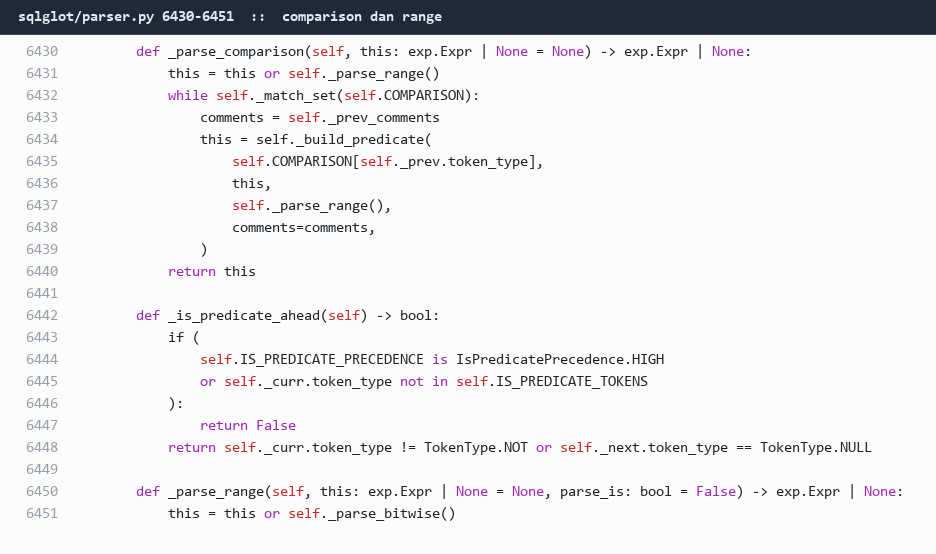 sqlglot/parser.py 6430-6451  ::  comparison dan range
6430        def _parse_comparison(self, this: exp.Expr | None = None) -> exp.Expr | None:
6431            this = this or self._parse_range()
6432            while self._match_set(self.COMPARISON):
6433                comments = self._prev_comments
6434                this = self._build_predicate(
6435                    self.COMPARISON[self._prev.token_type],
6436                    this,
6437                    self._parse_range(),
6438                    comments=comments,
6439                )
6440            return this
6441
6442        def _is_predicate_ahead(self) -> bool:
6443            if (
6444                self.IS_PREDICATE_PRECEDENCE is IsPredicatePrecedence.HIGH
6445                or self._curr.token_type not in self.IS_PREDICATE_TOKENS
6446            ):
6447                return False
6448            return self._curr.token_type != TokenType.NOT or self._next.token_type == TokenType.NULL
6449
6450        def _parse_range(self, this: exp.Expr | None = None, parse_is: bool = False) -> exp.Expr | None:
6451            this = this or self._parse_bitwise()